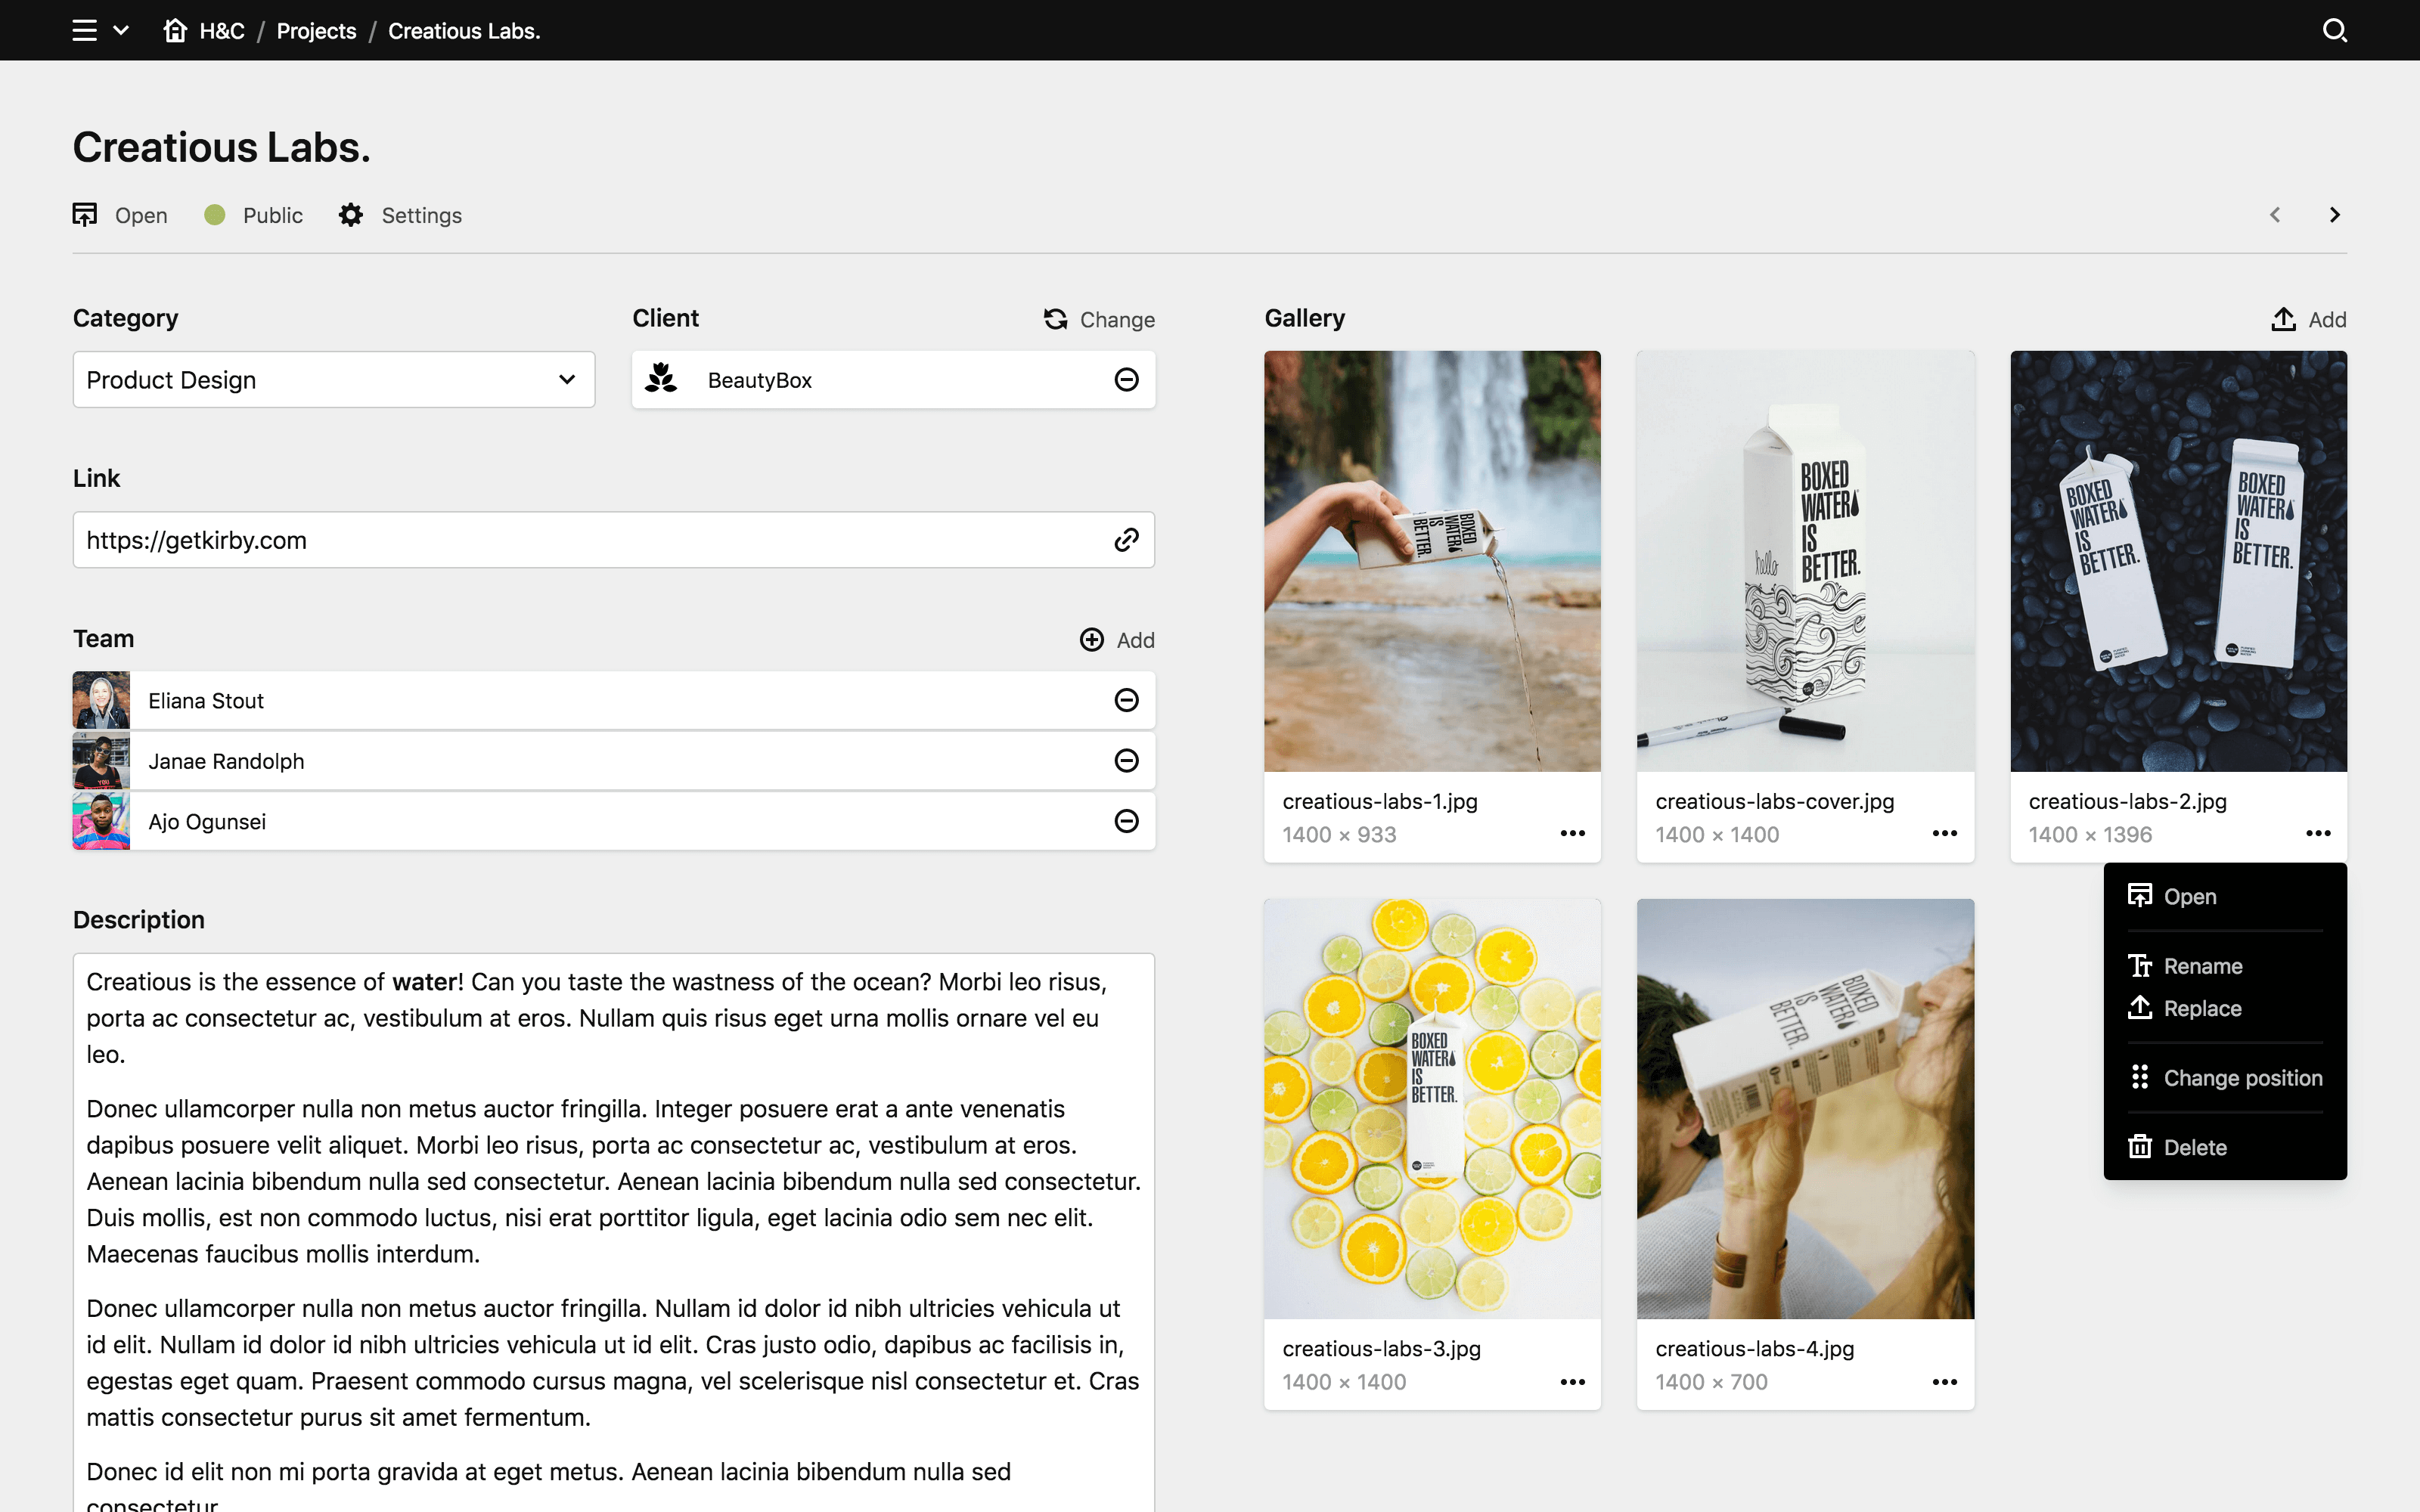 H&C / Projects / Creatious Labs.
Creatious Labs.
Open Public Settings
Category
Product Design
Client Change
BeautyBox
Link
https://getkirby.com
Team Add
Eliana Stout
Janae Randolph
Ajo Ogunsei
Description
Creatious is the essence of water! Can you taste the wastness of the ocean? Morbi leo risus,
porta ac consectetur ac, vestibulum at eros. Nullam quis risus eget urna mollis ornare vel eu
leo.
Donec ullamcorper nulla non metus auctor fringilla. Integer posuere erat a ante venenatis
dapibus posuere velit aliquet. Morbi leo risus, porta ac consectetur ac, vestibulum at eros.
Aenean lacinia bibendum nulla sed consectetur. Aenean lacinia bibendum nulla sed consectetur.
Duis mollis, est non commodo luctus, nisi erat porttitor ligula, eget lacinia odio sem nec elit.
Maecenas faucibus mollis interdum.
Donec ullamcorper nulla non metus auctor fringilla. Nullam id dolor id nibh ultricies vehicula ut
id elit. Nullam id dolor id nibh ultricies vehicula ut id elit. Cras justo odio, dapibus ac facilisis in,
egestas eget quam. Praesent commodo cursus magna, vel scelerisque nisl consectetur et. Cras
mattis consectetur purus sit amet fermentum.
Donec id elit non mi porta gravida at eget metus. Aenean lacinia bibendum nulla sed
consectetur.
Gallery Add
BOXED
WATER
IS
BETTER.
creatious-labs-1.jpg
1400 × 933
BOXED
WATER
IS
BETTER.
hello
creatious-labs-cover.jpg
1400 × 1400
BOXED
WATER
IS
BETTER.
BOXED
WATER
IS
BETTER.
creatious-labs-2.jpg
1400 × 1396
Open
Rename
Replace
Change position
Delete
BOXED
WATER
IS
BETTER.
creatious-labs-3.jpg
1400 × 1400
BOXED
WATER
IS
BETTER.
creatious-labs-4.jpg
1400 × 700